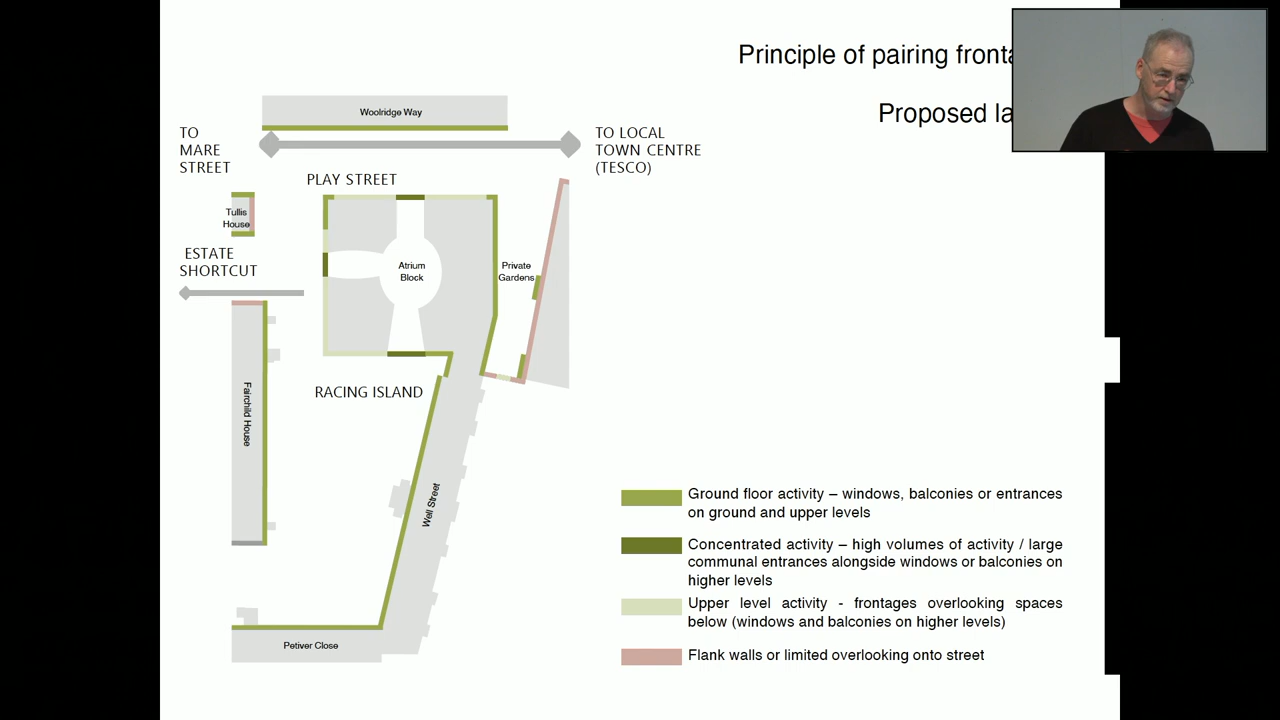 Principle of pairing
Proposed
Woolridge Way
TO
MARE
STREET
TO LOCAL
TOWN CENTRE
(TESCO)
PLAY STREET
Tullis
House
ESTATE
SHORTCUT
Atrium
Block
Private
Gardens
Fairchild House
RACING ISLAND
Well Street
Petiver Close
Ground floor activity – windows, balconies or entrances
on ground and upper levels
Concentrated activity – high volumes of activity / large
communal entrances alongside windows or balconies on
higher levels
Upper level activity - frontages overlooking spaces
below (windows and balconies on higher levels)
Flank walls or limited overlooking onto street